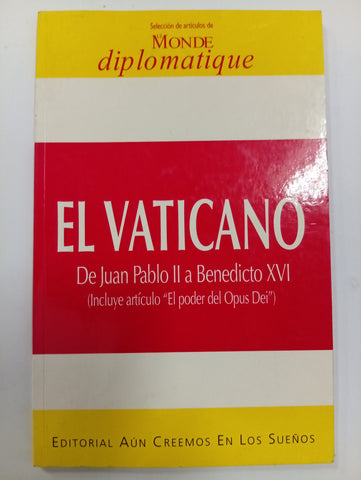 Selección de artículos de
LE MONDE
diplomatique
EL VATICANO
De Juan Pablo II a Benedicto XVI
(Incluye artículo "El poder del Opus Dei")
EDITORIAL AÚN CREEMOS EN LOS SUEÑOS